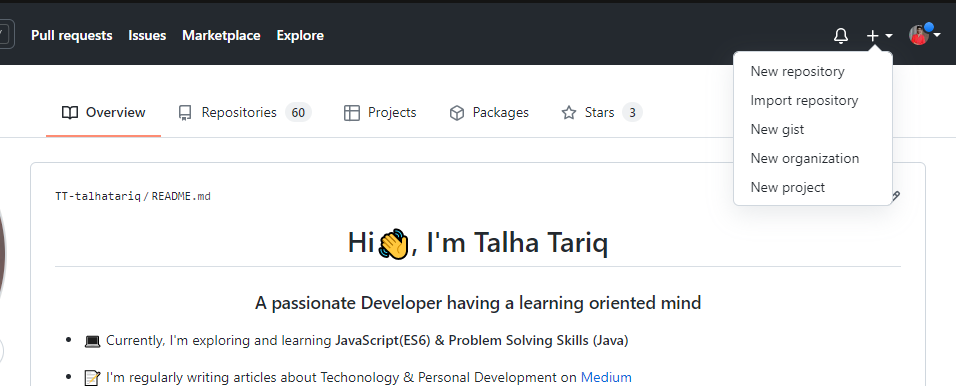 Pull requests Issues Marketplace Explore
New repository
Import repository
New gist
New organization
New project
Overview Repositories 60 Projects Packages Stars 3
TT-talhatariq / README.md
Hi👋, I'm Talha Tariq
A passionate Developer having a learning oriented mind
💻 Currently, I'm exploring and learning JavaScript(ES6) & Problem Solving Skills (Java)
📝 I'm regulary writing articles about Techonology & Personal Development on Medium